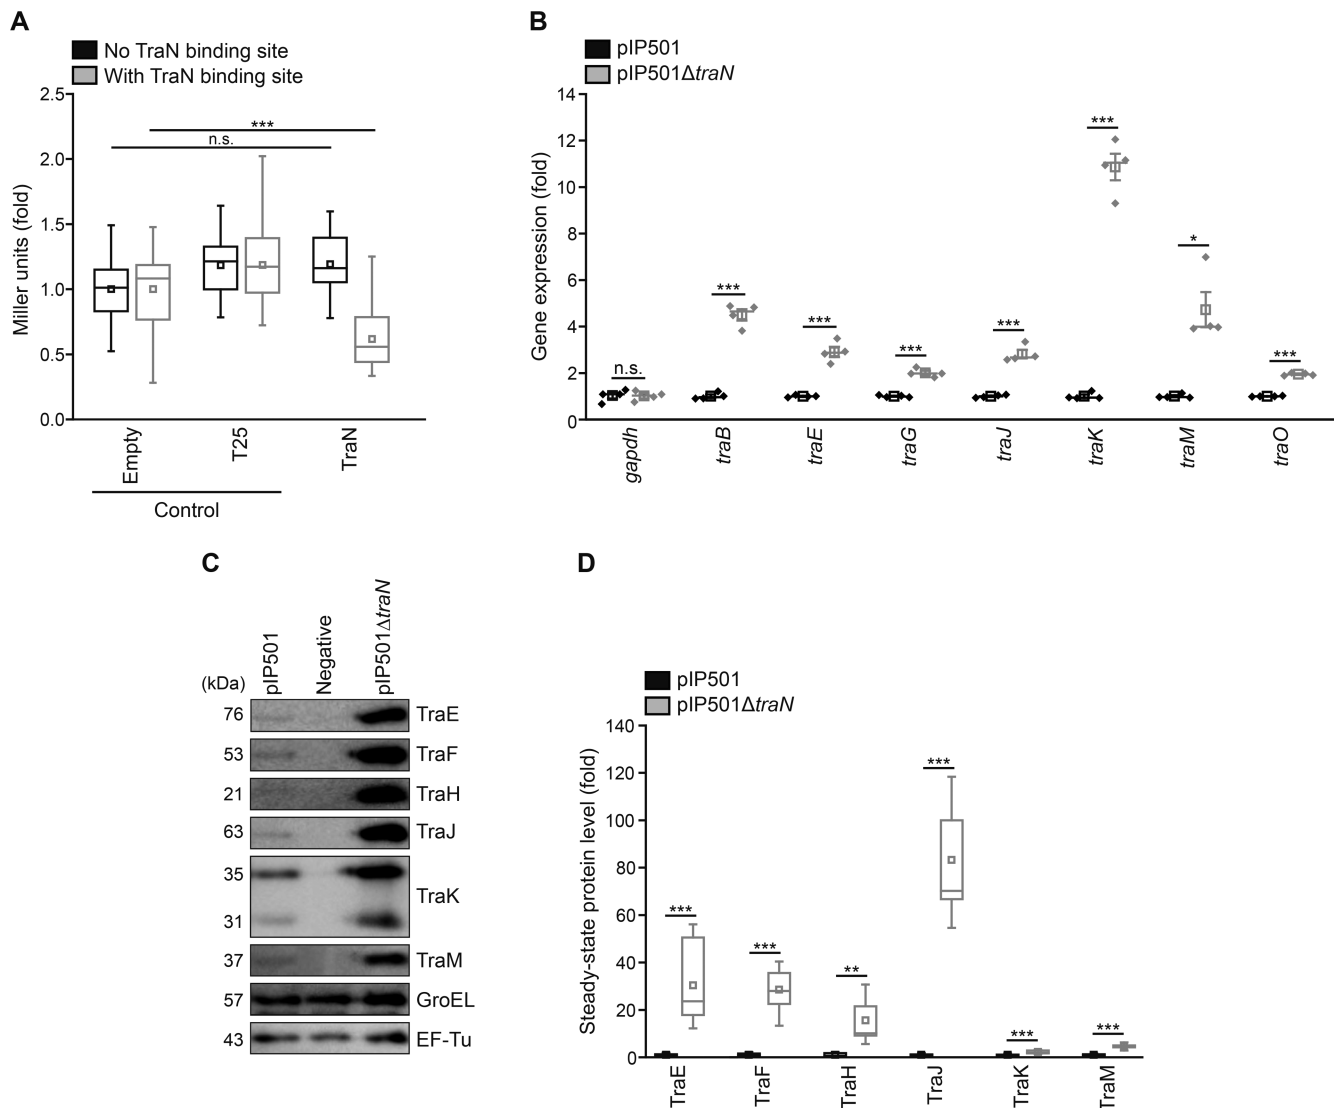 A
No TraN binding site
With TraN binding site
Miller units (fold)
2.5
2.0
1.5
1.0
0.5
0
***
n.s.
Empty
T25
TraN
Control
B
pIP501
pIP501ΔtraN
Gene expression (fold)
14
12
10
8
6
4
2
0
n.s.
***
***
***
***
***
*
***
gapdh
traB
traE
traG
traJ
traK
traM
traO
C
(kDa)
pIP501
Negative
pIP501ΔtraN
76 TraE
53 TraF
21 TraH
63 TraJ
35
TraK
31
37 TraM
57 GroEL
43 EF-Tu
D
pIP501
pIP501ΔtraN
Steady-state protein level (fold)
140
120
100
80
60
40
20
0
***
***
**
***
***
***
TraE
TraF
TraH
TraJ
TraK
TraM